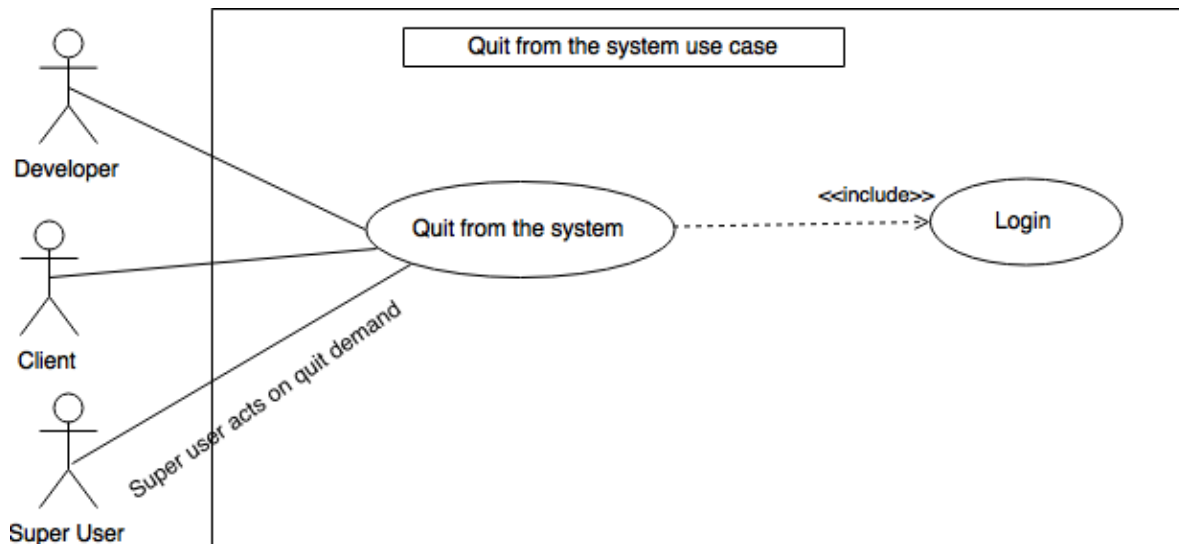 Quit from the system use case
Developer
<<include>>
Quit from the system
Login
Client
Super user acts on quit demand
Super User